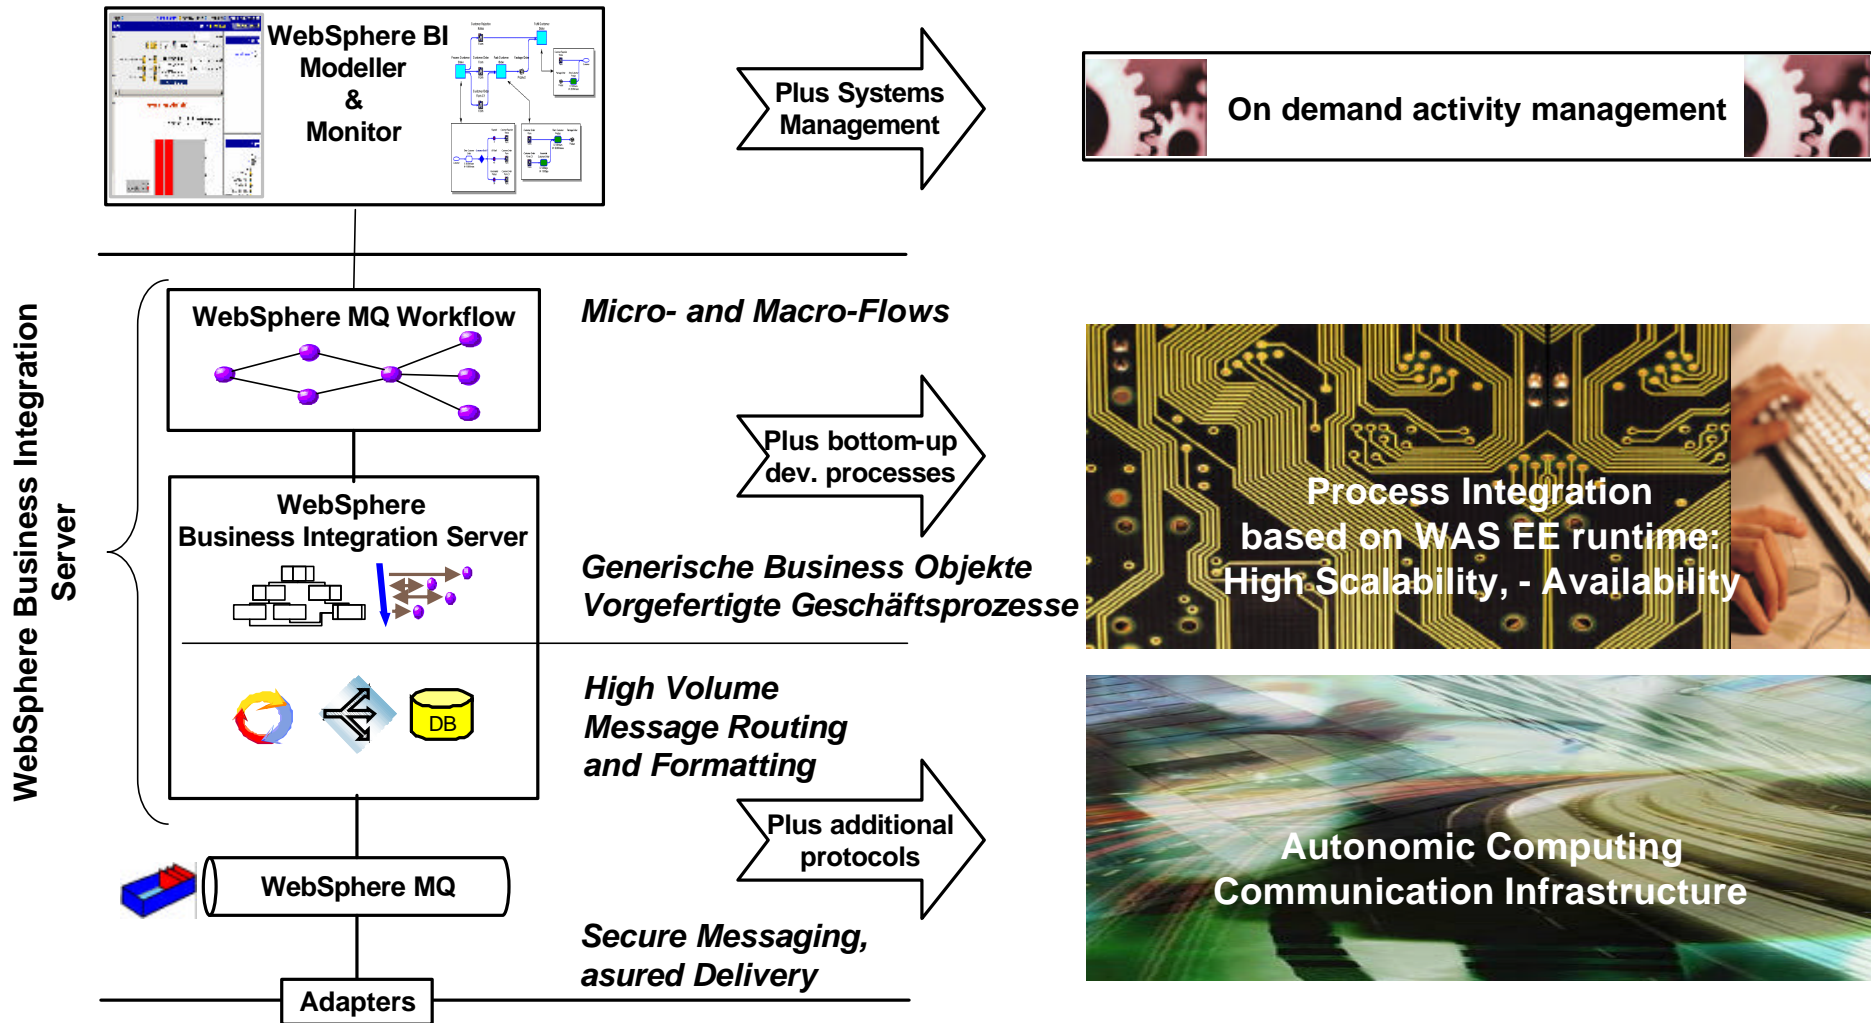 WebSphere BI
Modeller
&
Monitor
Plus Systems
Management
On demand activity management
WebSphere Business Integration
Server
WebSphere MQ Workflow
Micro- and Macro-Flows
Plus bottom-up
dev. processes
WebSphere
Business Integration Server
Generische Business Objekte
Vorgefertigte Geschäftsprozesse
Process Integration
based on WAS EE runtime:
High Scalability, - Availability
DB
High Volume
Message Routing
and Formatting
Plus additional
protocols
Autonomic Computing
Communication Infrastructure
WebSphere MQ
Secure Messaging,
asured Delivery
Adapters